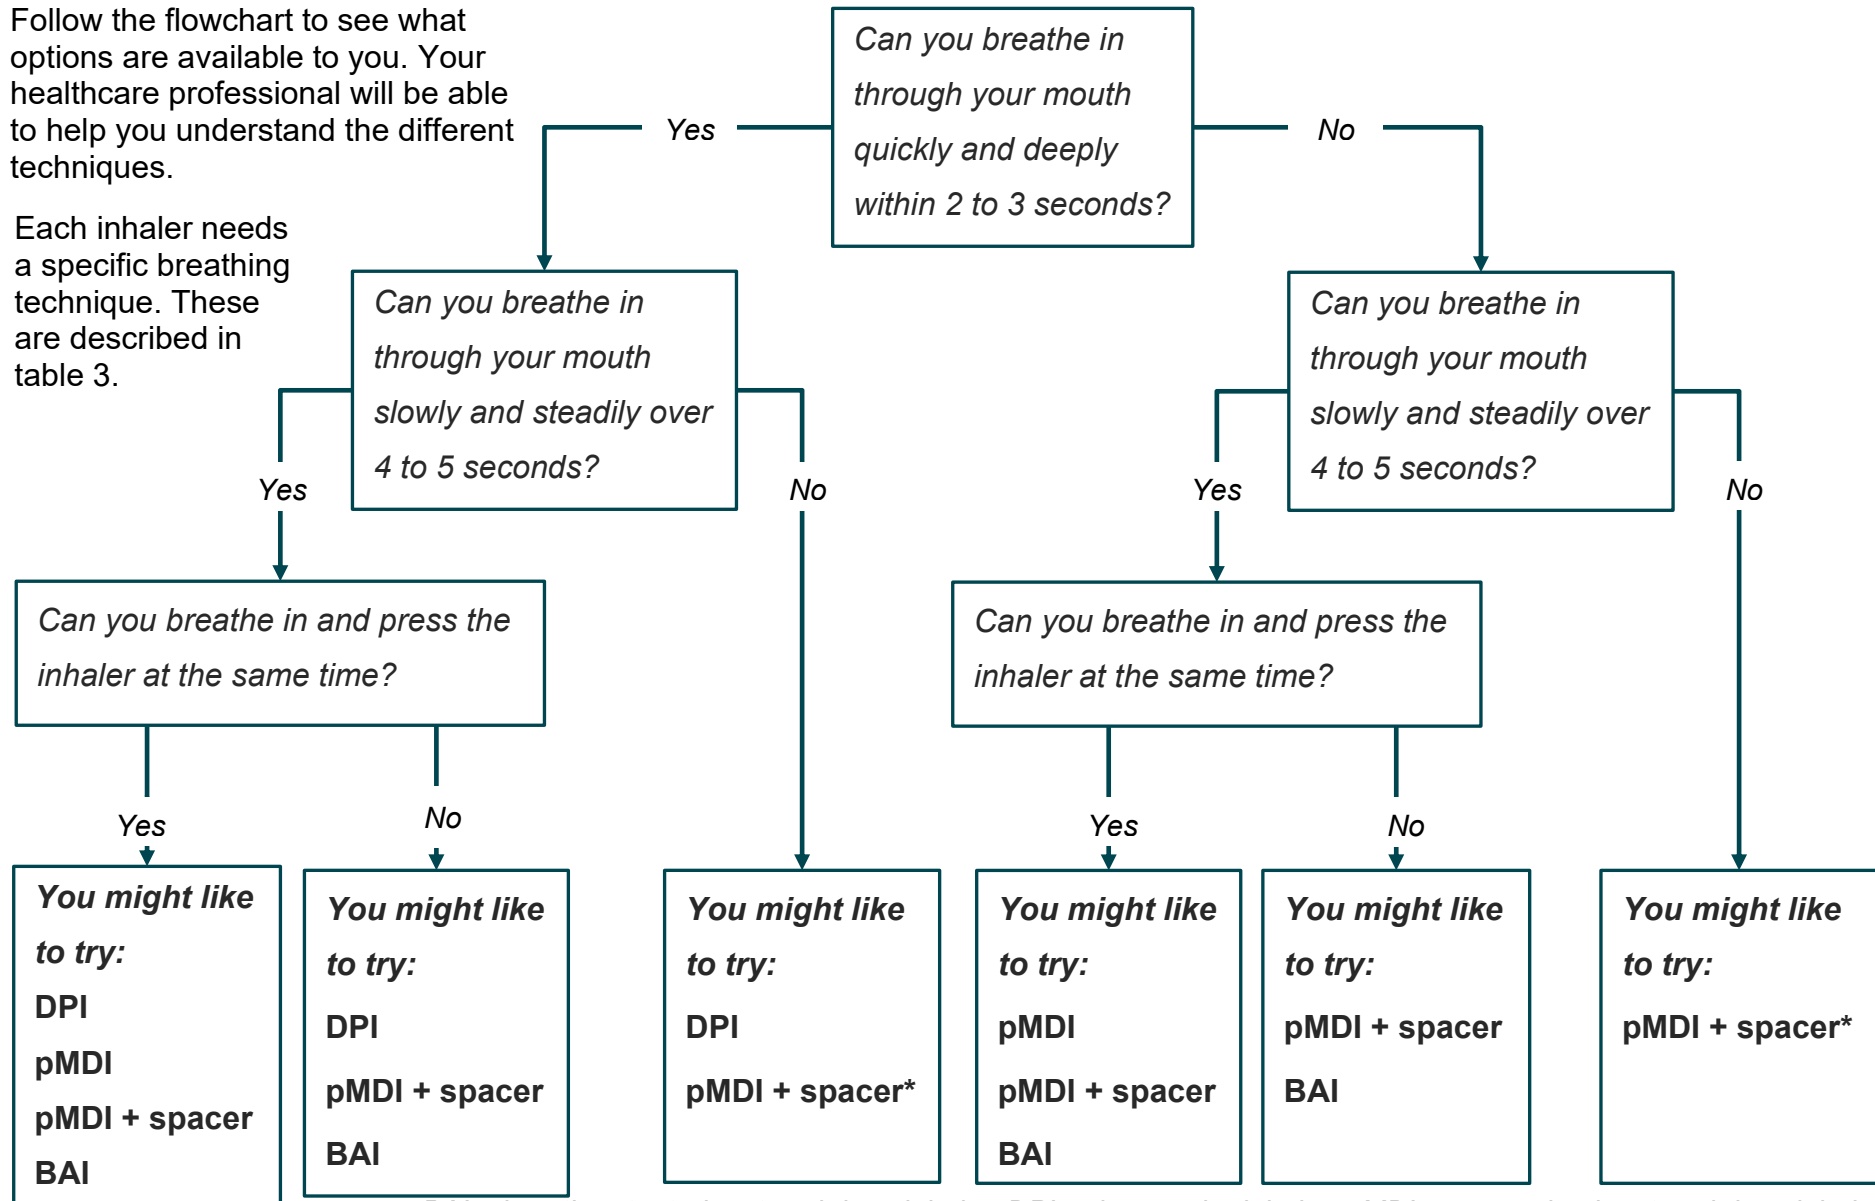 Follow the flowchart to see what
options are available to you. Your
healthcare professional will be able
to help you understand the different
techniques.
Each inhaler needs
a specific breathing
technique. These
are described in
table 3.
Can you breathe in
through your mouth
quickly and deeply
within 2 to 3 seconds?
Yes
No
Can you breathe in
through your mouth
slowly and steadily over
4 to 5 seconds?
Can you breathe in
through your mouth
slowly and steadily over
4 to 5 seconds?
Yes
No
Yes
No
Can you breathe in and press the
inhaler at the same time?
Can you breathe in and press the
inhaler at the same time?
Yes
No
Yes
No
You might like
to try:
DPI
pMDI
pMDI + spacer
BAI
You might like
to try:
DPI
pMDI + spacer
BAI
You might like
to try:
DPI
pMDI + spacer*
You might like
to try:
pMDI
pMDI + spacer
BAI
You might like
to try:
pMDI + spacer
BAI
You might like
to try:
pMDI + spacer*